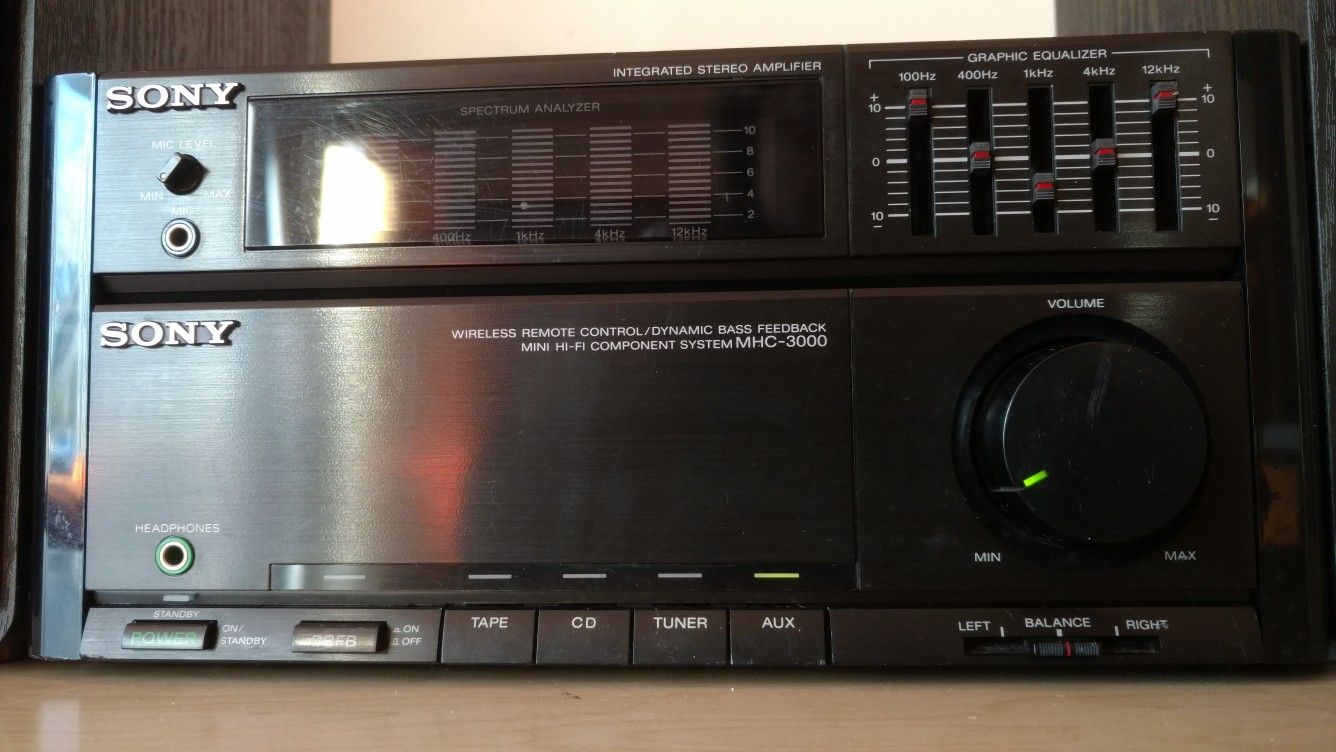 SONY
INTEGRATED STEREO AMPLIFIER
SPECTRUM ANALYZER
10
8
6
4
2
400Hz 1kHz 4kHz 12kHz
MIC LEVEL
MIN MAX
MIC
GRAPHIC EQUALIZER
100Hz 400Hz 1kHz 4kHz 12kHz
+ +
10 10
0 0
10 10
− −
SONY
WIRELESS REMOTE CONTROL/DYNAMIC BASS FEEDBACK
MINI HI-FI COMPONENT SYSTEM MHC-3000
VOLUME
MIN MAX
HEADPHONES
STANDBY
POWER
ON/
STANDBY
DBFB
ON
OFF
TAPE CD TUNER AUX
LEFT BALANCE RIGHT